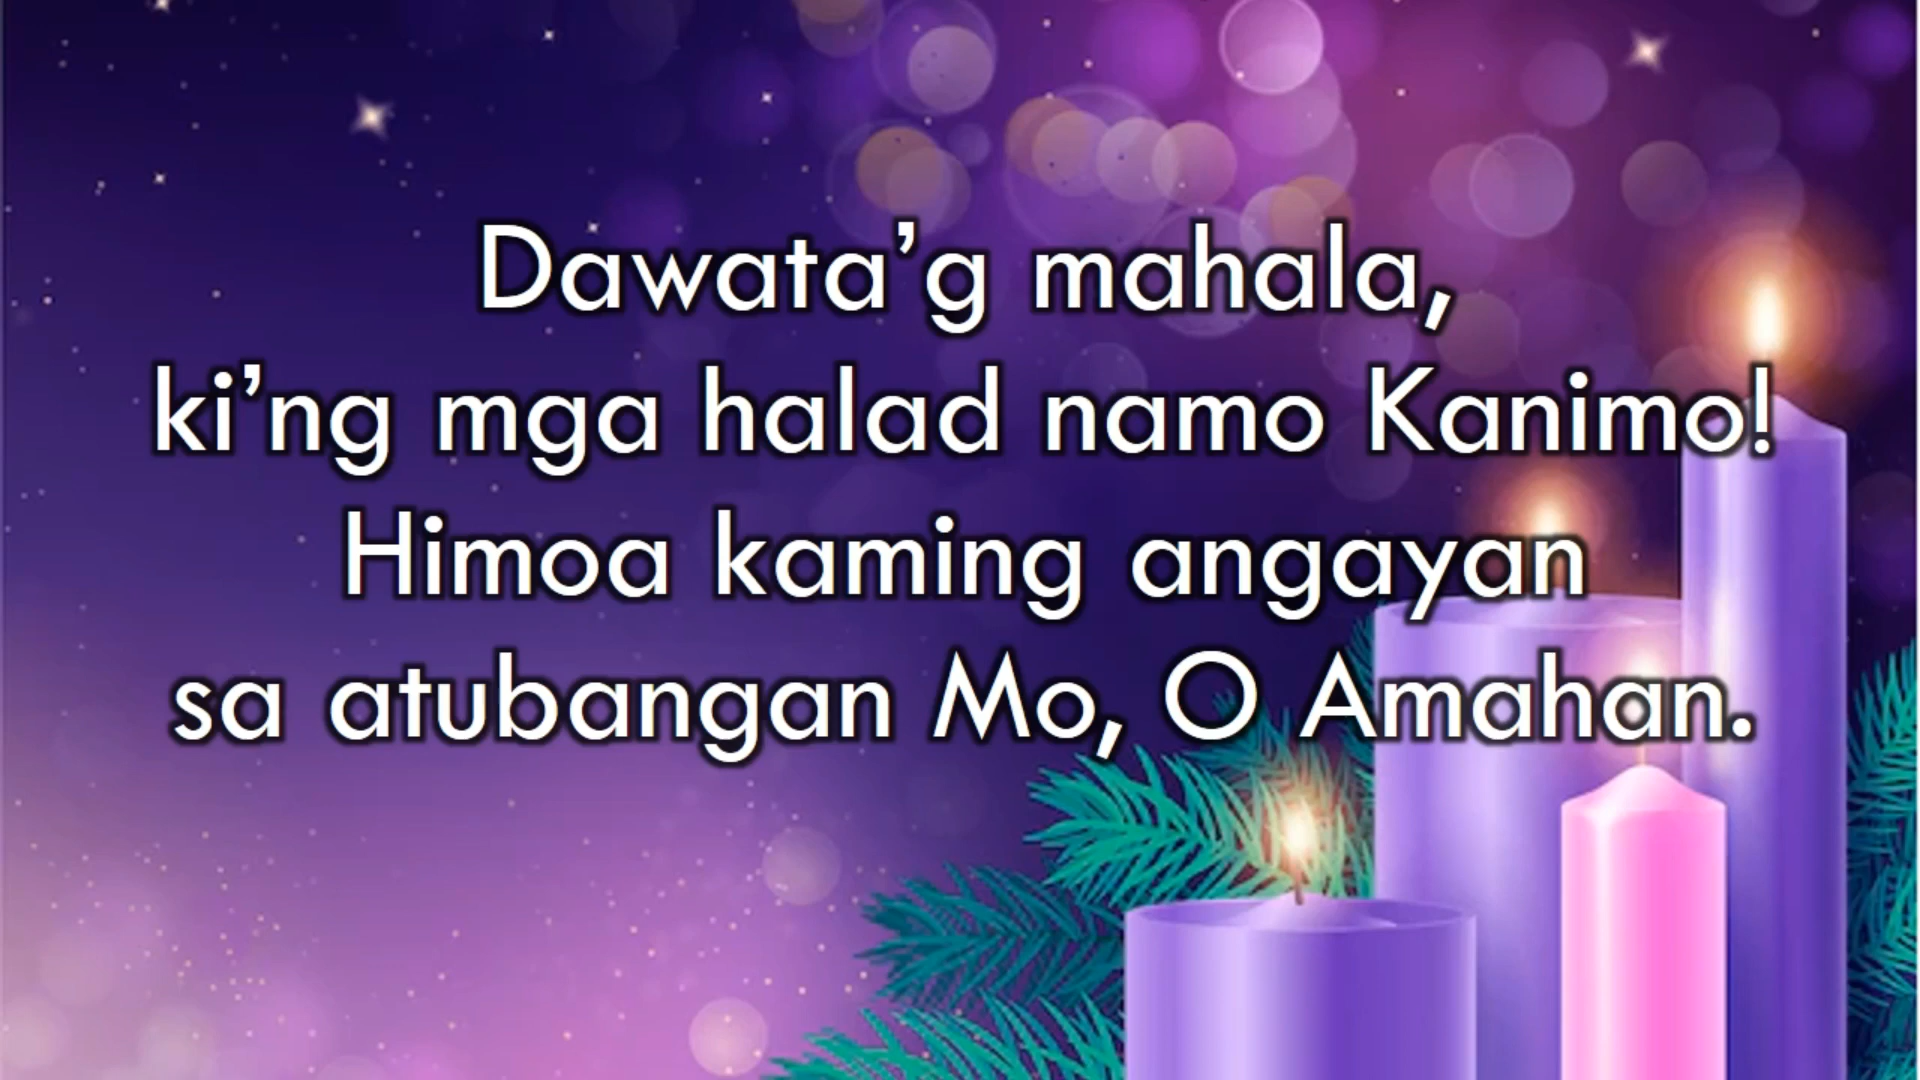 Dawata’g mahala,
ki’ng mga halad namo Kanimo!
Himoa kaming angayan
sa atubangan Mo, O Amahan.